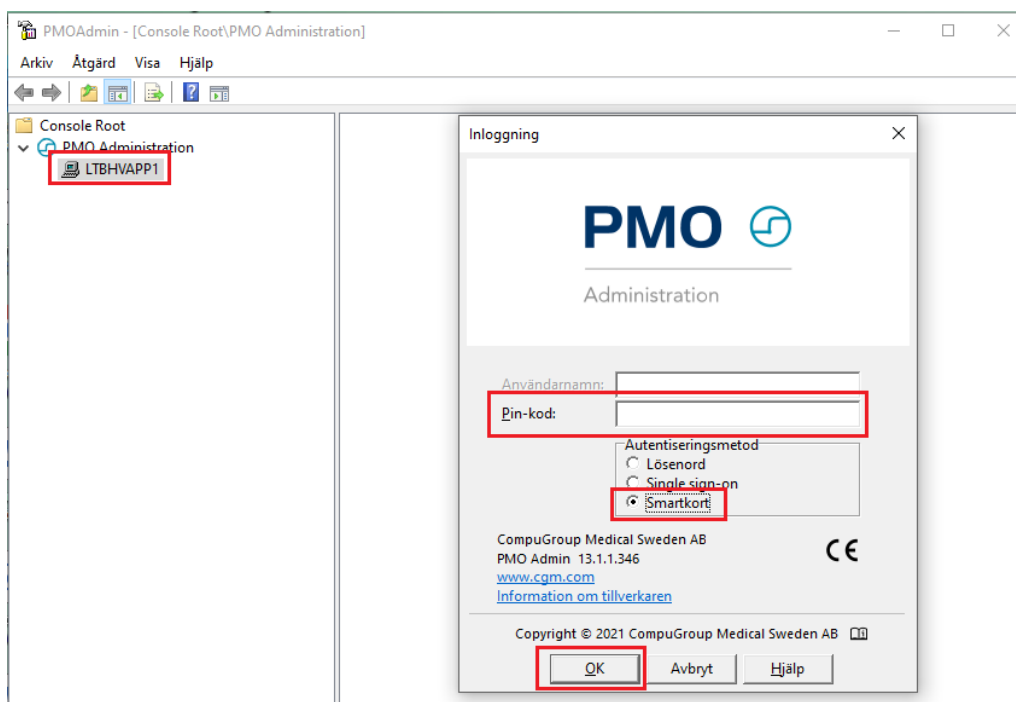 PMOAdmin - [Console Root\PMO Administration]
Arkiv Åtgärd Visa Hjälp
Console Root
PMO Administration
LTBHVAPP1
Inloggning
PMO
Administration
Användarnamn:
Pin-kod:
Autentiseringsmetod
Lösenord
Single sign-on
Smartkort
CompuGroup Medical Sweden AB
PMO Admin 13.1.1.346
www.cgm.com
Information om tillverkaren
CE
Copyright © 2021 CompuGroup Medical Sweden AB
OK Avbryt Hjälp